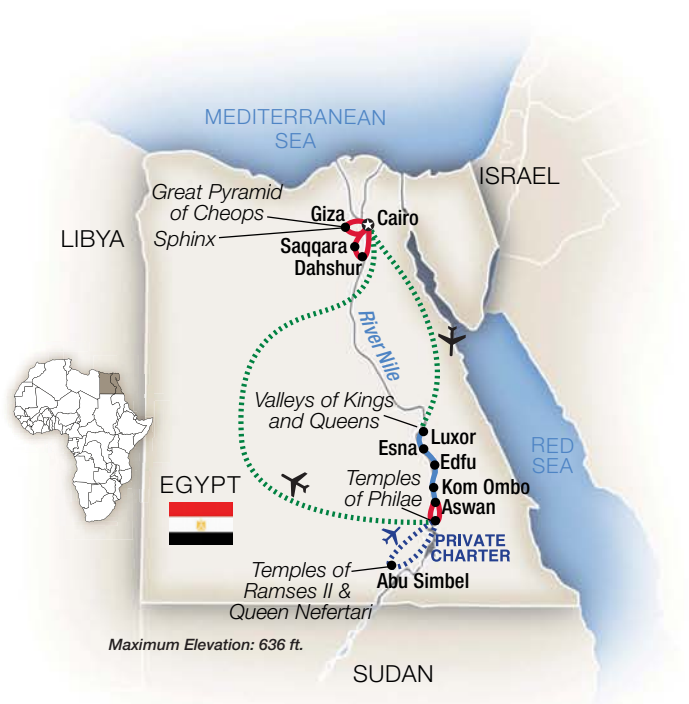 MEDITERRANEAN
SEA
ISRAEL
Great Pyramid
of Cheops
Giza
Cairo
LIBYA
Sphinx
Saqqara
Dahshur
River Nile
Valleys of Kings
and Queens
Luxor
Esna
RED
SEA
Edfu
EGYPT
Temples
of Philae
Kom Ombo
Aswan
PRIVATE
CHARTER
Temples of
Ramses II &
Queen Nefertari
Abu Simbel
Maximum Elevation: 636 ft.
SUDAN